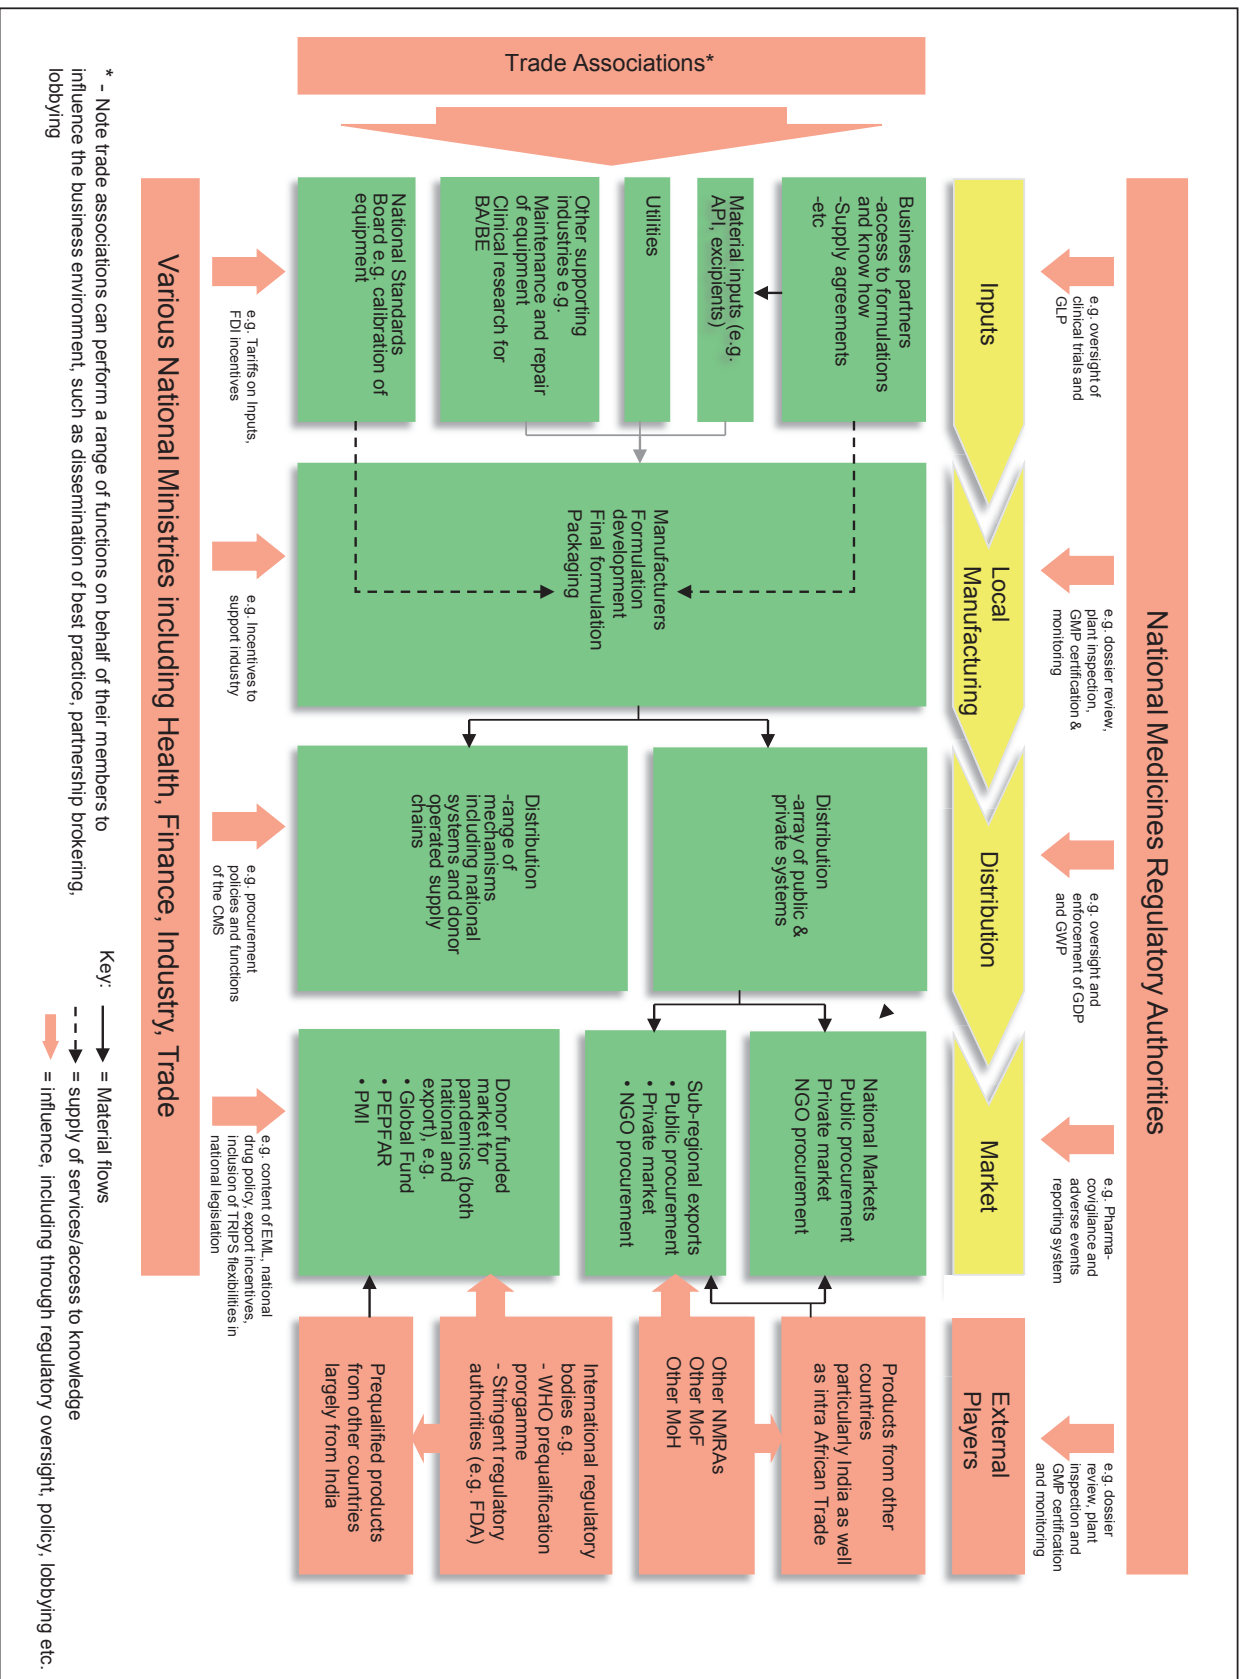 National Medicines Regulatory Authorities
e.g. oversight of
clinical trials and
GLP
e.g. dossier review,
plant inspection,
GMP certification &
monitoring
e.g. oversight and
enforcement of GDP
and GWP
e.g. Pharma-
covigilance and
adverse events
reporting system
e.g. dossier
review, plant
inspection and
GMP certification
and monitoring
Inputs
Local
Manufacturing
Distribution
Market
External
Players
Trade Associations*
Business partners
-access to formulations
and know how
-Supply agreements
-etc
Material inputs (e.g.
API, excipients)
Utilities
Other supporting
industries e.g.
Maintenance and repair
of equipment
Clinical research for
BA/BE
National Standards
Board e.g. calibration of
equipment
Manufacturers
Formulation
development
Final formulation
Packaging
Distribution
-array of public &
private systems
Distribution
-range of
mechanisms
including national
systems and donor
operated supply
chains
National Markets
Public procurement
Private market
NGO procurement
Sub-regional exports
• Public procurement
• Private market
• NGO procurement
Donor funded
market for
pandemics (both
national and
export), e.g.
• Global Fund
• PEPFAR
• PMI
Products from other
countries
particularly India as well
as intra African Trade
Other NMRAs
Other MoF
Other MoH
International regulatory
bodies e.g.
- WHO prequalification
prorgamme
- Stringent regulatory
authorities (e.g. FDA)
Prequalified products
from other countries
largely from India
e.g. Tariffs on Inputs,
FDI incentives
e.g. Incentives to
support industry
e.g. procurement
policies and functions
of the CMS
e.g. content of EML, national
drug policy, export incentives,
inclusion of TRIPS flexibilities in
national legislation
Various National Ministries including Health, Finance, Industry, Trade
* - Note trade associations can perform a range of functions on behalf of their members to
influence the business environment, such as dissemination of best practice, partnership brokering,
lobbying
Key:
= Material flows
= supply of services/access to knowledge
= influence, including through regulatory oversight, policy, lobbying etc.